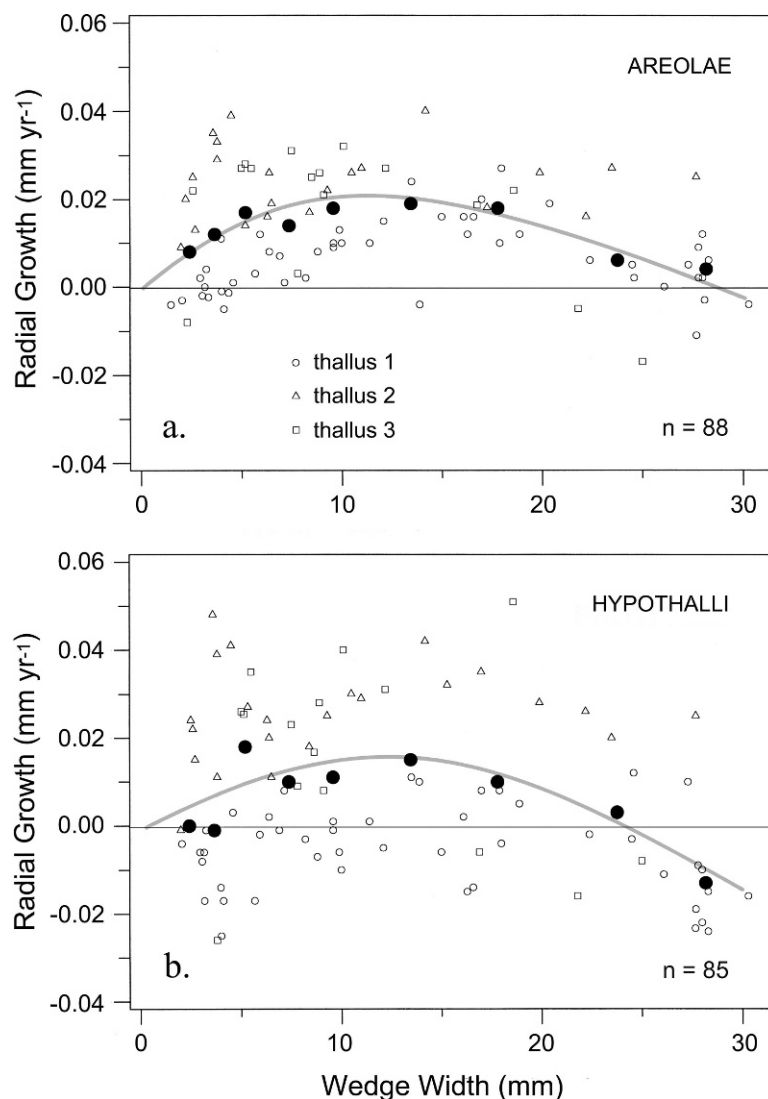 0.06
AREOLAE
0.04
0.02
0.00
-0.02
-0.04
Radial Growth (mm yr-1)
thallus 1
thallus 2
thallus 3
a.
n = 88
0 10 20 30
0.06
HYPOTHALLI
0.04
0.02
0.00
-0.02
-0.04
Radial Growth (mm yr-1)
b.
n = 85
0 10 20 30
Wedge Width (mm)